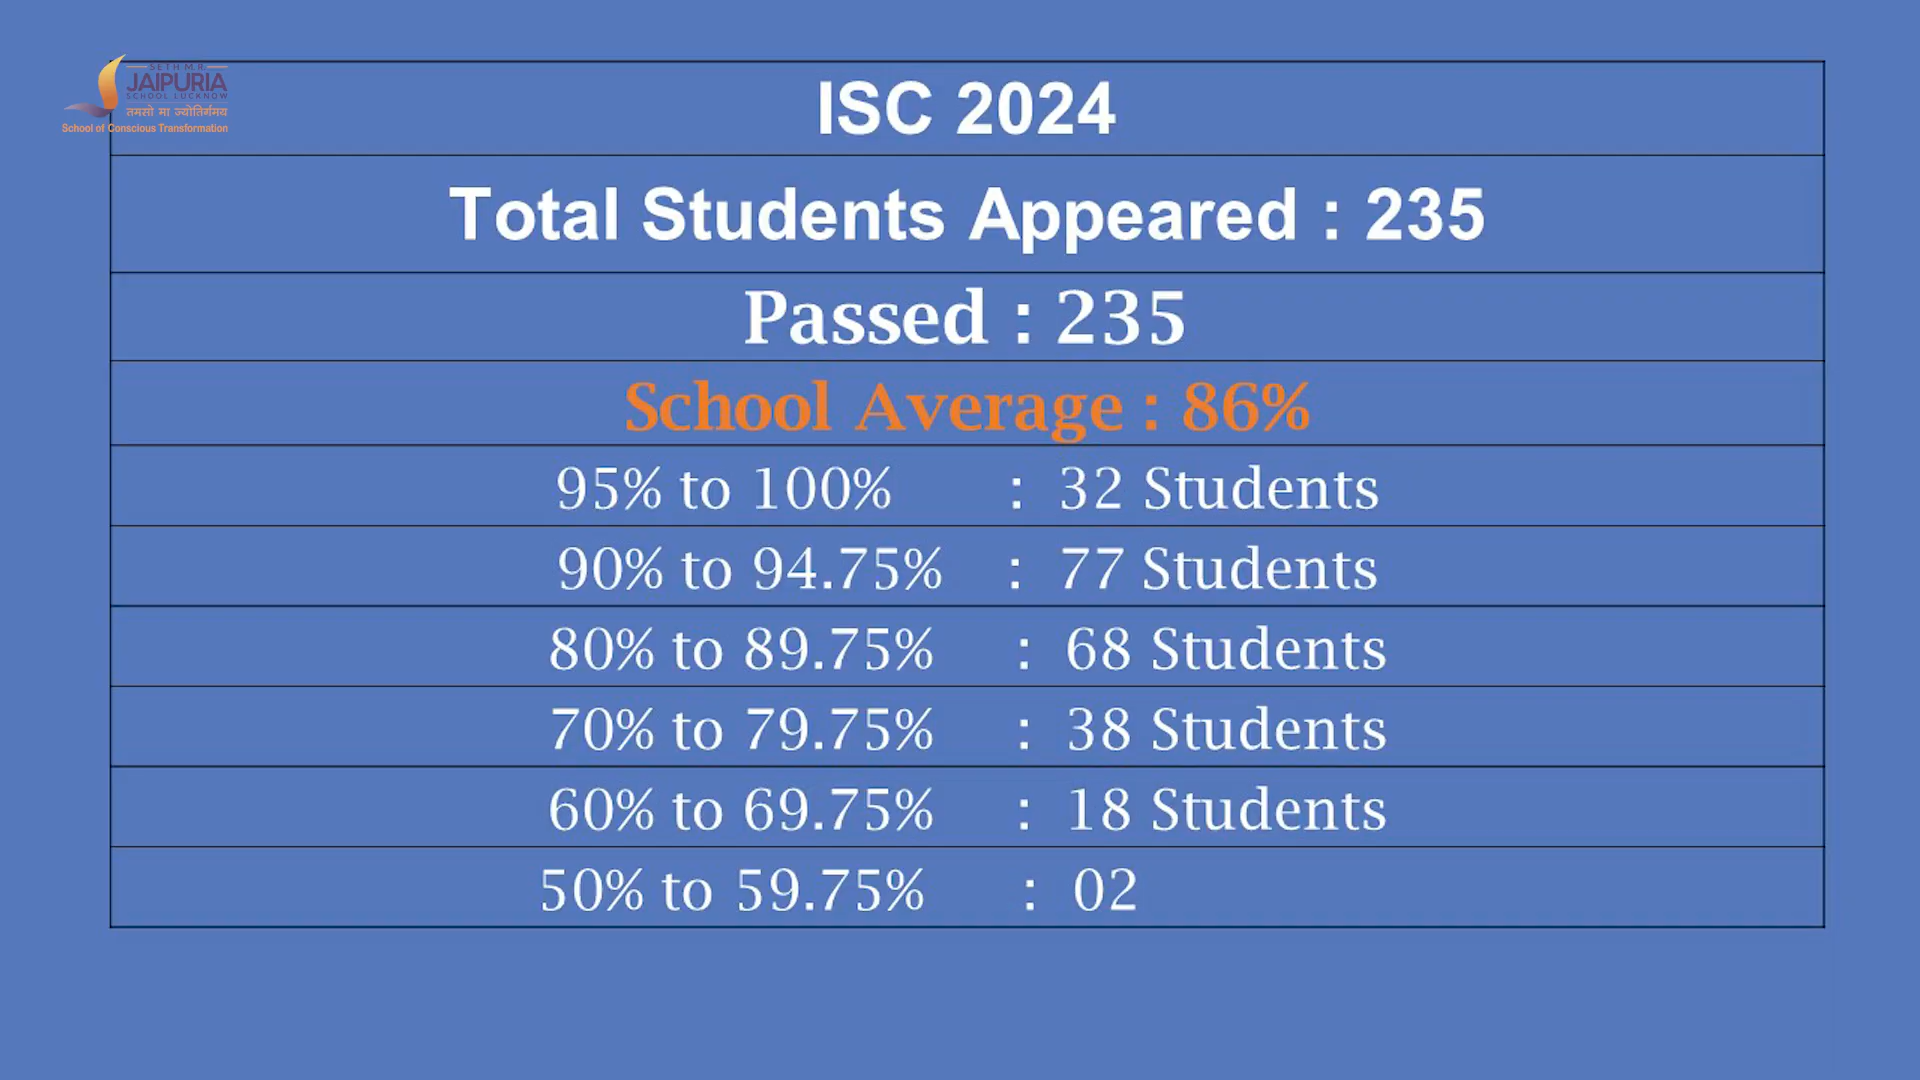 SETH M.R.
JAIPURIA
SCHOOL LUCKNOW
तमसो मा ज्योतिर्गमय
School of Conscious Transformation
ISC 2024
Total Students Appeared : 235
Passed : 235
School Average : 86%
95% to 100% : 32 Students
90% to 94.75% : 77 Students
80% to 89.75% : 68 Students
70% to 79.75% : 38 Students
60% to 69.75% : 18 Students
50% to 59.75% : 02